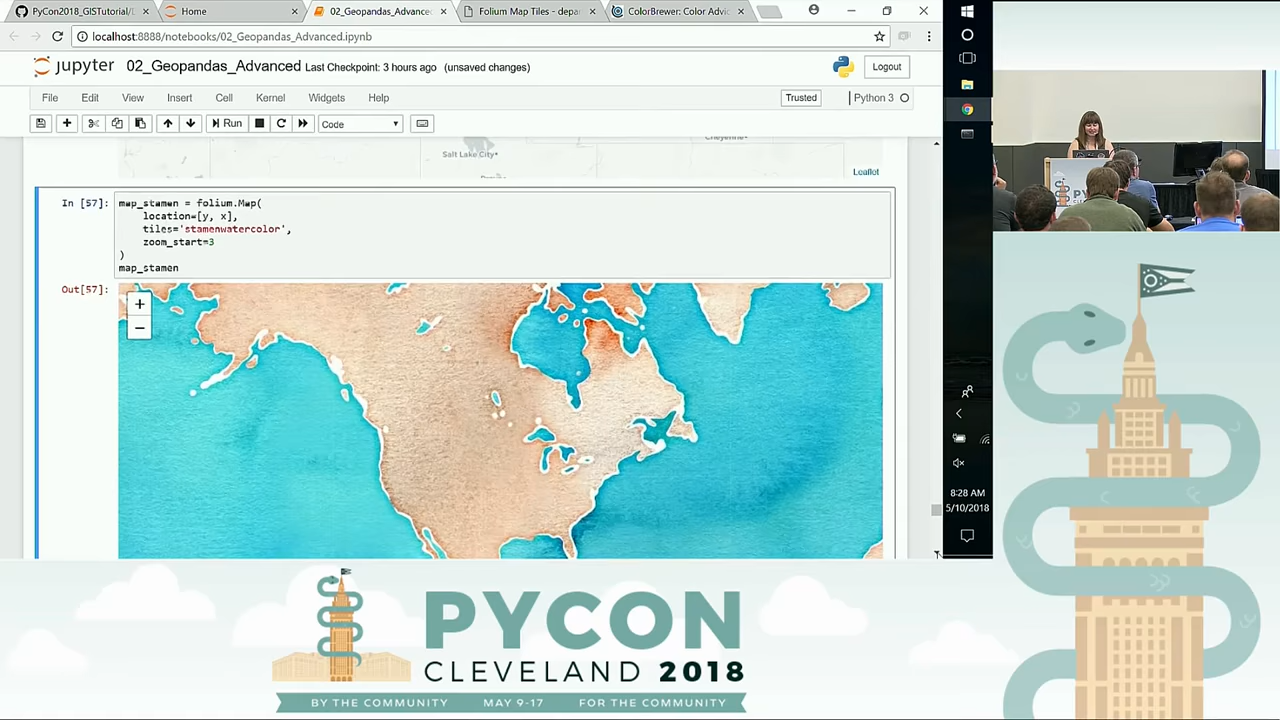 PyCon2018_GISTutorial/D
Home
02_Geopandas_Advanced
Folium Map Tiles - depa
ColorBrewer: Color Advic
localhost:8888/notebooks/02_Geopandas_Advanced.ipynb
jupyter 02_Geopandas_Advanced Last Checkpoint: 3 hours ago (unsaved changes)
Logout
File Edit View Insert Cell Kernel Widgets Help
Trusted
Python 3
Run
Code
Cheyenne
Salt Lake City
Leaflet
In [57]:
map_stamen = folium.Map(
location=[y, x],
tiles='stamenwatercolor',
zoom_start=3
)
map_stamen
Out[57]:
+
−
8:28 AM
5/10/2018
PYCON
CLEVELAND 2018
BY THE COMMUNITY MAY 9-17 FOR THE COMMUNITY